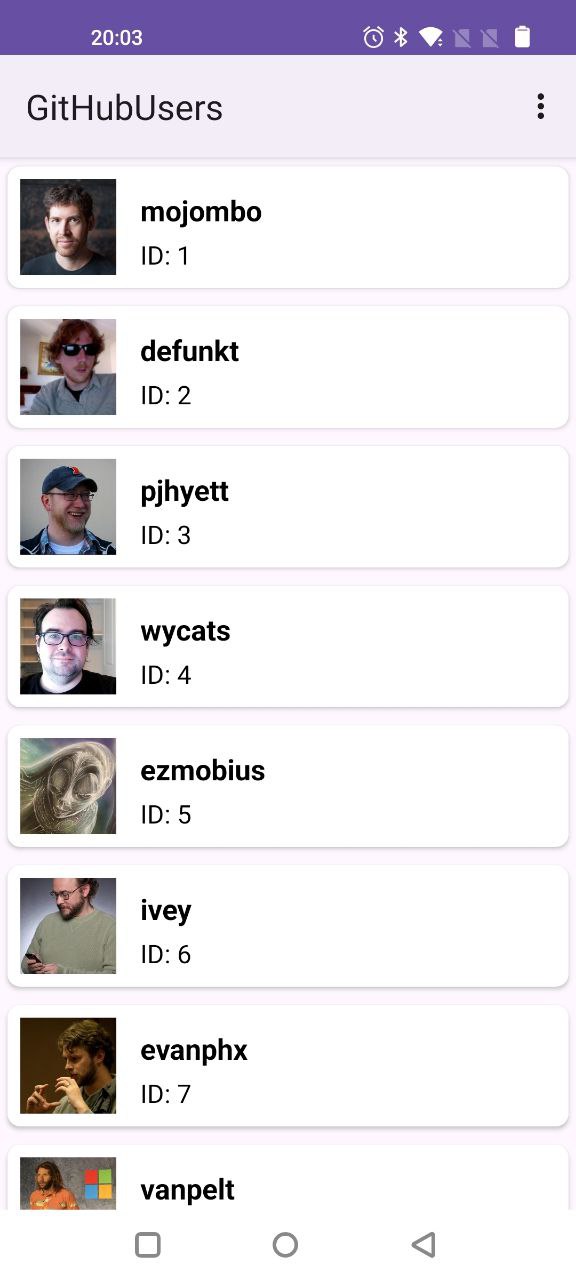 20:03
GitHubUsers
mojombo
ID: 1
defunkt
ID: 2
pjhyett
ID: 3
wycats
ID: 4
ezmobius
ID: 5
ivey
ID: 6
evanphx
ID: 7
vanpelt